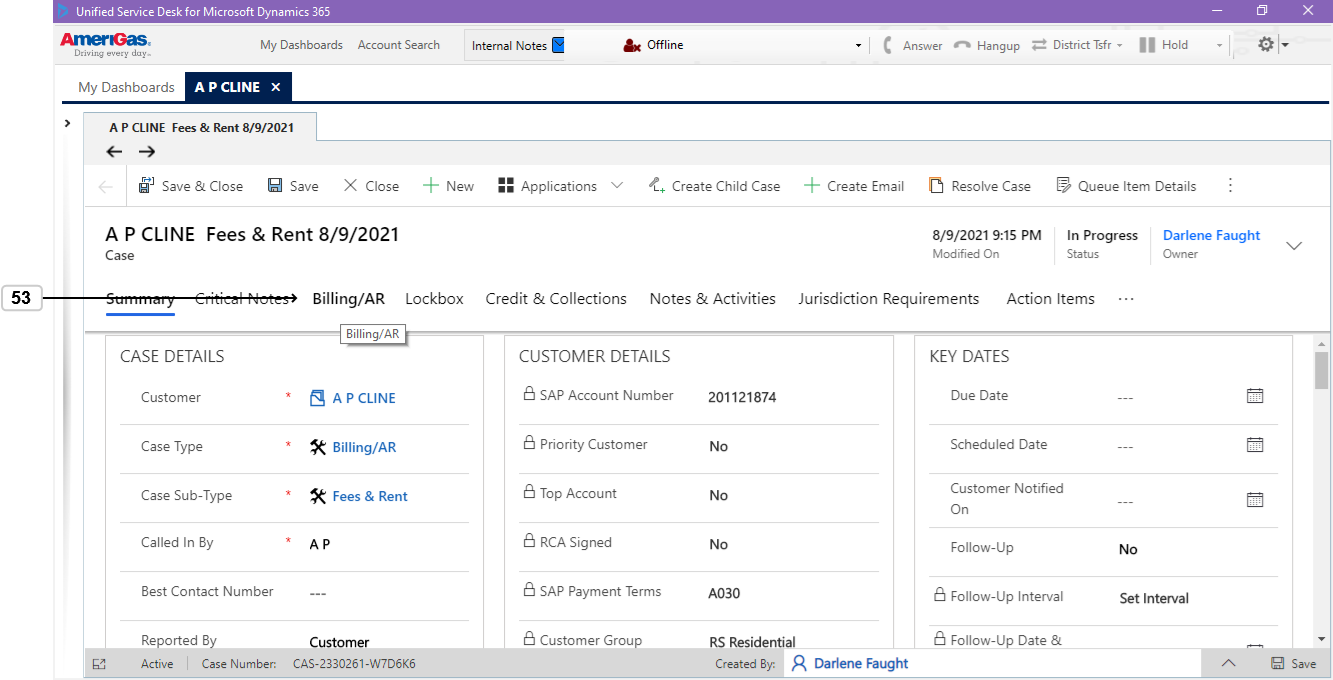 Unified Service Desk for Microsoft Dynamics 365
AmeriGas.
Driving every day..
My Dashboards Account Search Internal Notes Offline Answer Hangup District Tsfr Hold
My Dashboards A P CLINE ×
A P CLINE Fees & Rent 8/9/2021
Save & Close Save Close New Applications Create Child Case Create Email Resolve Case Queue Item Details
A P CLINE Fees & Rent 8/9/2021
Case
8/9/2021 9:15 PM
Modified On
In Progress
Status
Darlene Faught
Owner
53
Summary Critical Notes Billing/AR Lockbox Credit & Collections Notes & Activities Jurisdiction Requirements Action Items ...
Billing/AR
CASE DETAILS
Customer * A P CLINE
Case Type * Billing/AR
Case Sub-Type * Fees & Rent
Called In By * A P
Best Contact Number ---
Reported By Customer
CUSTOMER DETAILS
SAP Account Number 201121874
Priority Customer No
Top Account No
RCA Signed No
SAP Payment Terms A030
Customer Group RS Residential
KEY DATES
Due Date ---
Scheduled Date ---
Customer Notified
On ---
Follow-Up No
Follow-Up Interval Set Interval
Follow-Up Date &
Active Case Number: CAS-2330261-W7D6K6 Created By: Darlene Faught Save